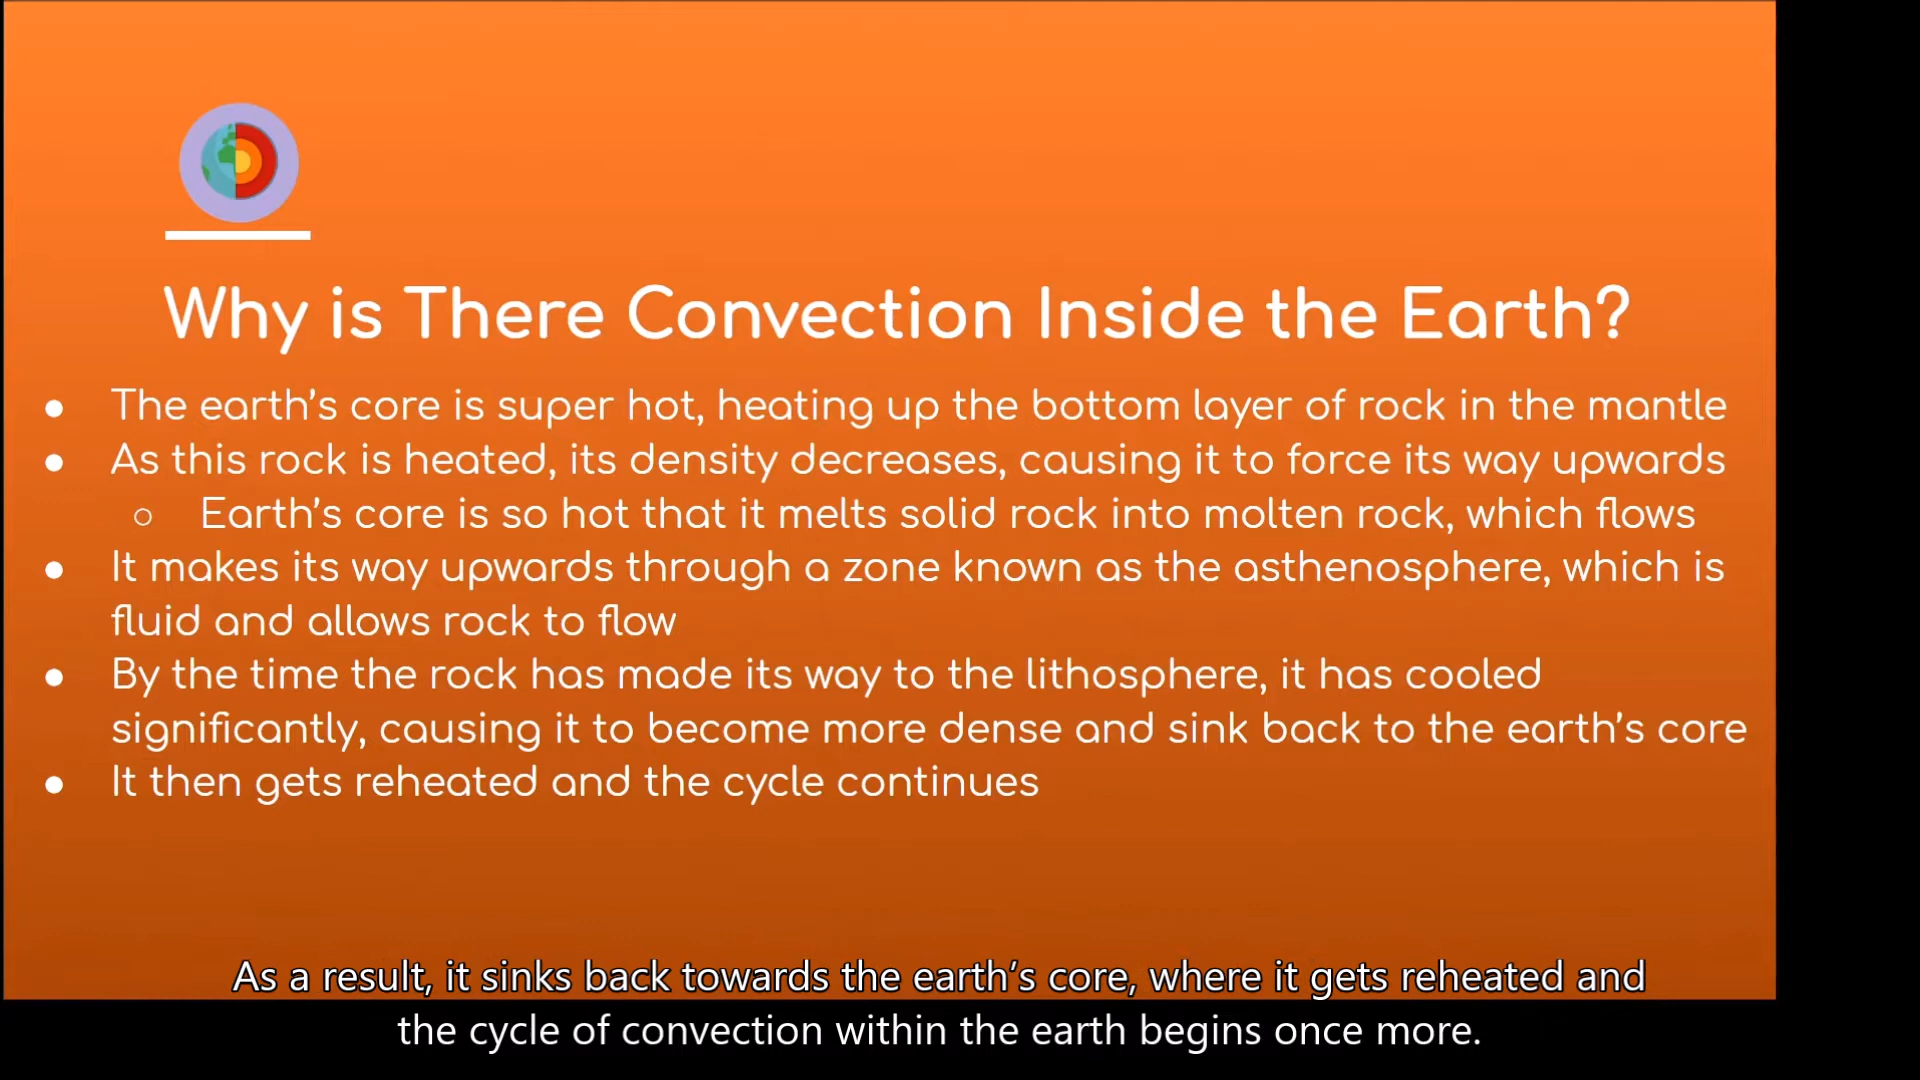 Why is There Convection Inside the Earth?
● The earth's core is super hot, heating up the bottom layer of rock in the mantle
● As this rock is heated, its density decreases, causing it to force its way upwards
○ Earth's core is so hot that it melts solid rock into molten rock, which flows
● It makes its way upwards through a zone known as the asthenosphere, which is
fluid and allows rock to flow
● By the time the rock has made its way to the lithosphere, it has cooled
significantly, causing it to become more dense and sink back to the earth's core
● It then gets reheated and the cycle continues
As a result, it sinks back towards the earth's core, where it gets reheated and
the cycle of convection within the earth begins once more.